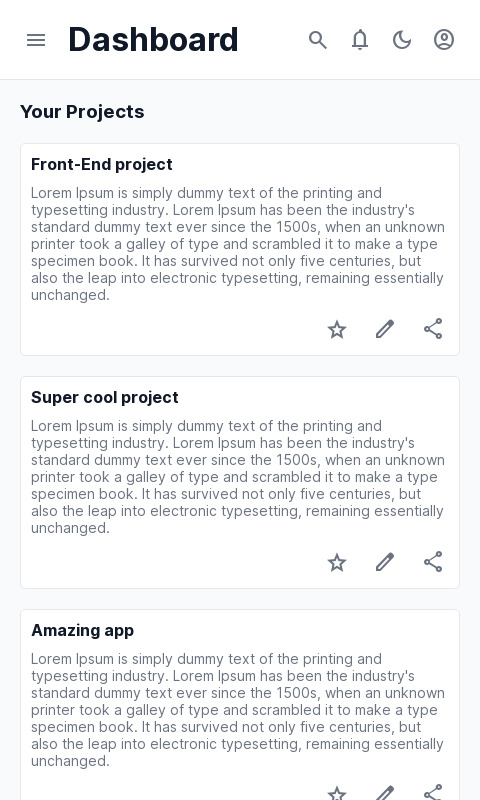 Dashboard
Your Projects
Front-End project
Lorem Ipsum is simply dummy text of the printing and
typesetting industry. Lorem Ipsum has been the industry's
standard dummy text ever since the 1500s, when an unknown
printer took a galley of type and scrambled it to make a type
specimen book. It has survived not only five centuries, but
also the leap into electronic typesetting, remaining essentially
unchanged.
Super cool project
Lorem Ipsum is simply dummy text of the printing and
typesetting industry. Lorem Ipsum has been the industry's
standard dummy text ever since the 1500s, when an unknown
printer took a galley of type and scrambled it to make a type
specimen book. It has survived not only five centuries, but
also the leap into electronic typesetting, remaining essentially
unchanged.
Amazing app
Lorem Ipsum is simply dummy text of the printing and
typesetting industry. Lorem Ipsum has been the industry's
standard dummy text ever since the 1500s, when an unknown
printer took a galley of type and scrambled it to make a type
specimen book. It has survived not only five centuries, but
also the leap into electronic typesetting, remaining essentially
unchanged.